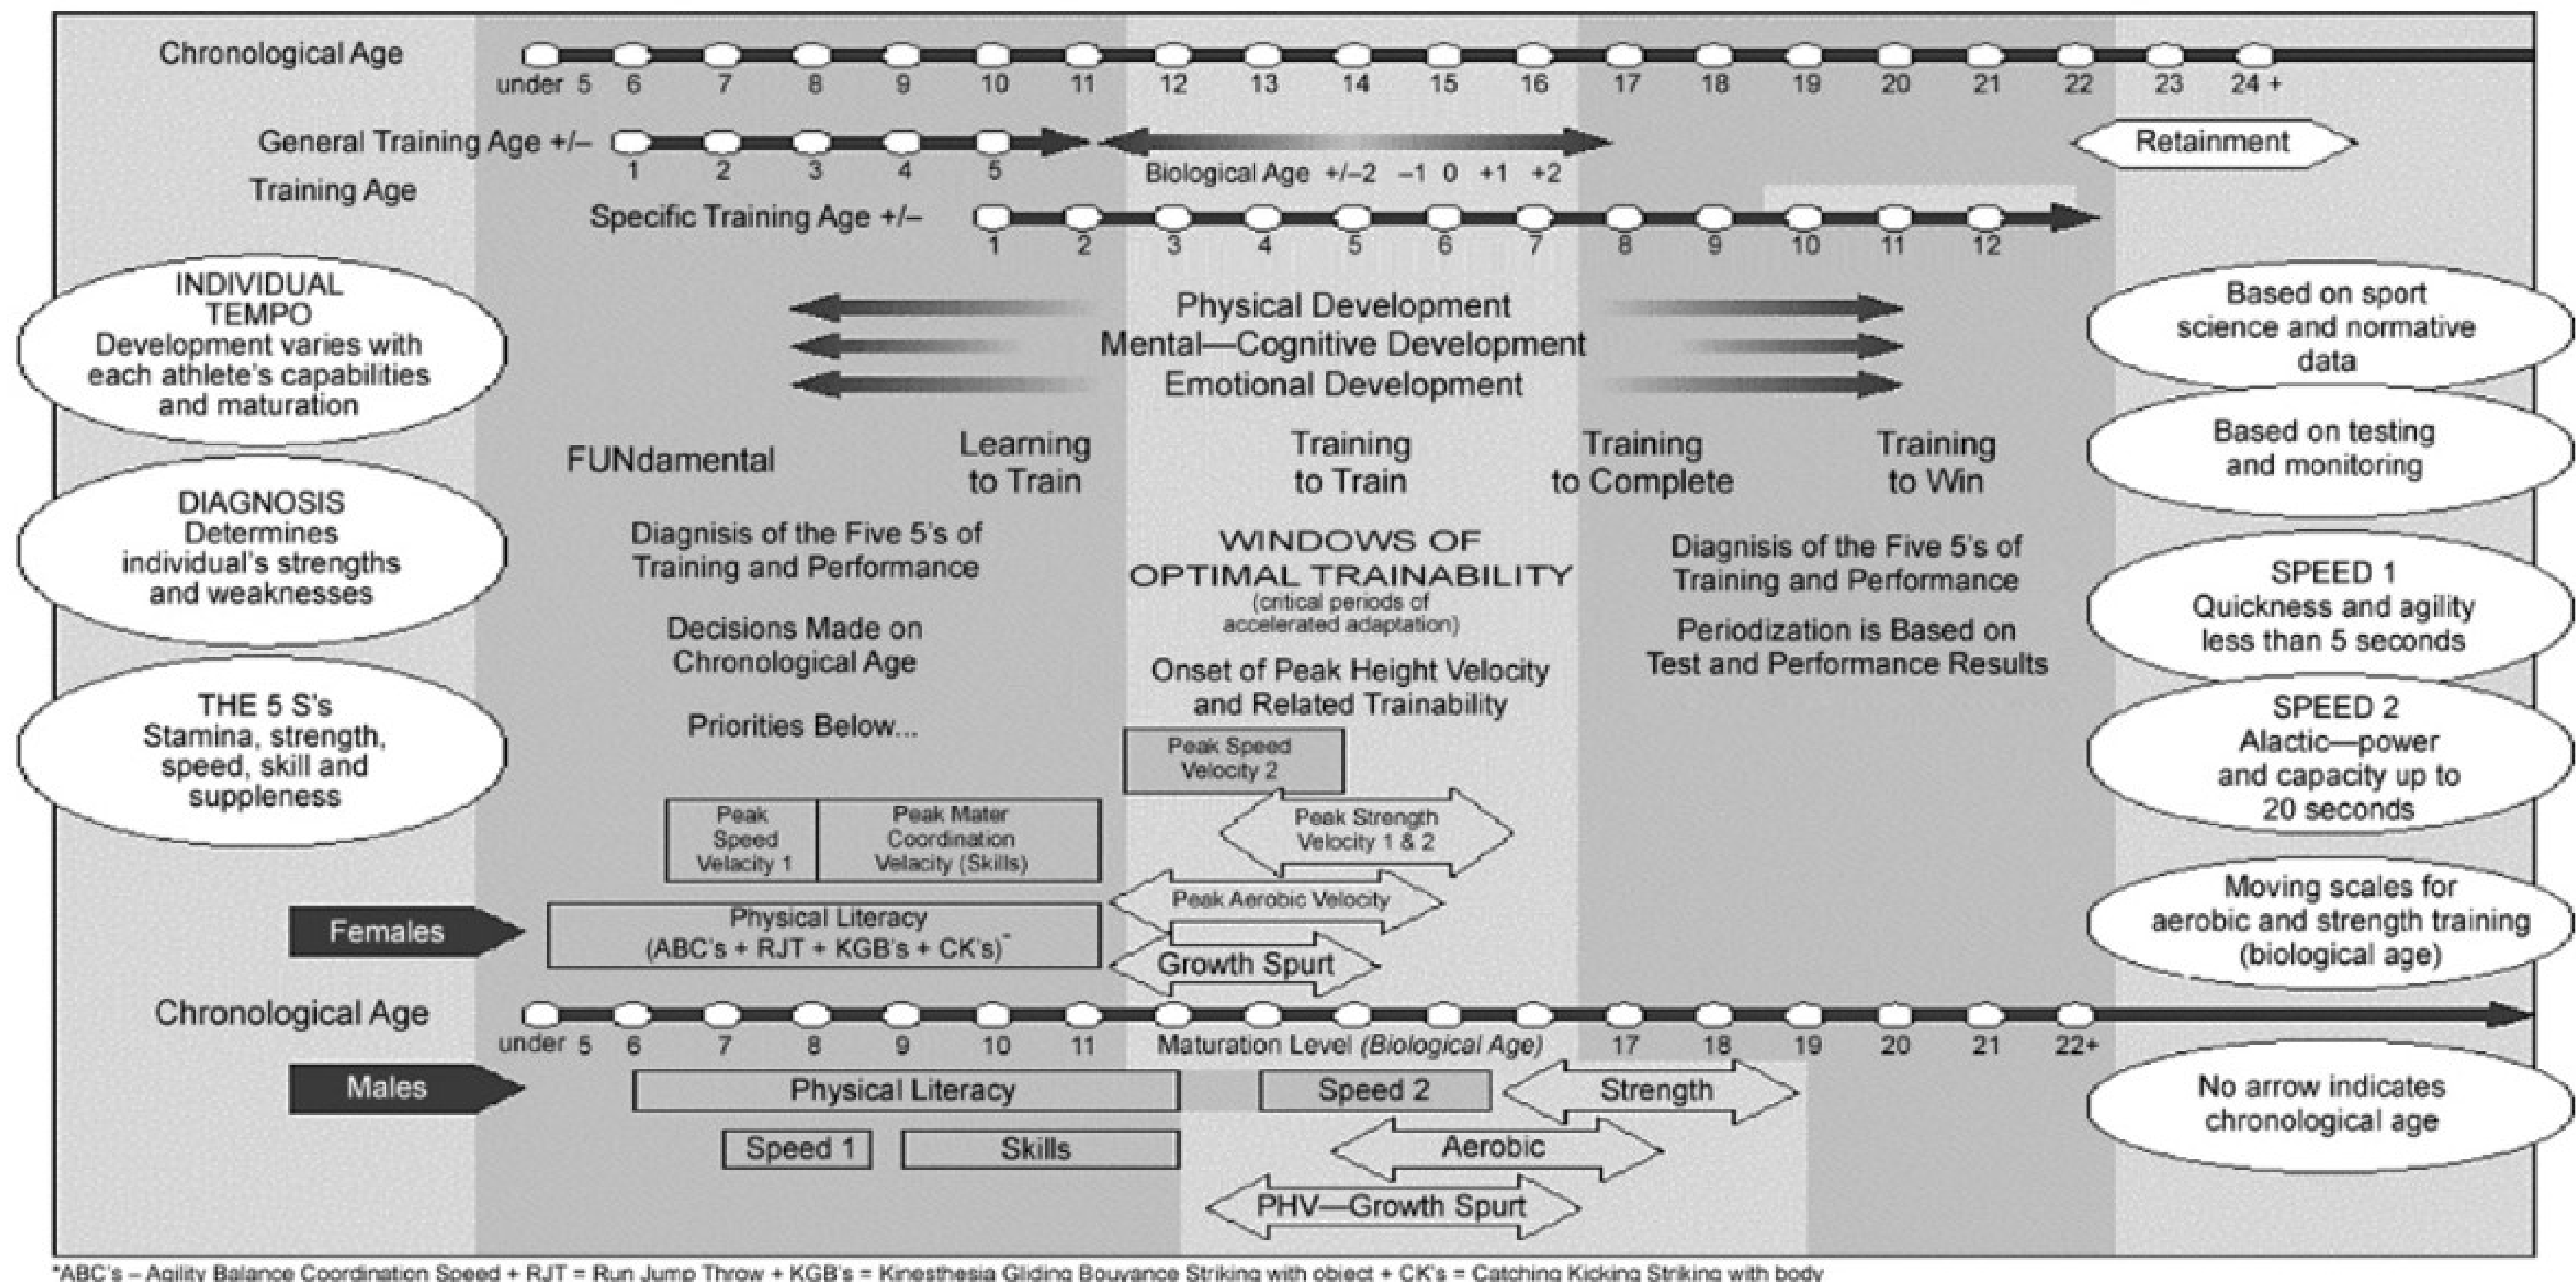 Chronological Age
under 5 6 7 8 9 10 11 12 13 14 15 16 17 18 19 20 21 22 23 24 +
General Training Age +/–
1 2 3 4 5
Biological Age +/–2 –1 0 +1 +2
Retainment
Training Age
Specific Training Age +/–
1 2 3 4 5 6 7 8 9 10 11 12
INDIVIDUAL
TEMPO
Development varies with
each athlete's capabilities
and maturation
DIAGNOSIS
Determines
individual's strengths
and weaknesses
THE 5 S's
Stamina, strength,
speed, skill and
suppleness
Physical Development
Mental—Cognitive Development
Emotional Development
FUNdamental
Learning
to Train
Training
to Train
Training
to Complete
Training
to Win
Diagnisis of the Five 5's of
Training and Performance
Decisions Made on
Chronological Age
Priorities Below...
WINDOWS OF
OPTIMAL TRAINABILITY
(critical periods of
accelerated adaptation)
Onset of Peak Height Velocity
and Related Trainability
Diagnisis of the Five 5's of
Training and Performance
Periodization is Based on
Test and Performance Results
Based on sport
science and normative
data
Based on testing
and monitoring
SPEED 1
Quickness and agility
less than 5 seconds
SPEED 2
Alactic—power
and capacity up to
20 seconds
Moving scales for
aerobic and strength training
(biological age)
No arrow indicates
chronological age
Peak Speed
Velocity 2
Peak
Speed
Velacity 1
Peak Mater
Coordination
Velacity (Skills)
Peak Strength
Velocity 1 & 2
Peak Aerobic Velocity
Females
Physical Literacy
(ABC's + RJT + KGB's + CK's)*
Growth Spurt
Chronological Age
under 5 6 7 8 9 10 11 Maturation Level (Biological Age) 17 18 19 20 21 22+
Males
Physical Literacy
Speed 2
Strength
Speed 1
Skills
Aerobic
PHV—Growth Spurt
*ABC's – Agility Balance Coordination Speed + RJT = Run Jump Throw + KGB's = Kinesthesia Gliding Bouyance Striking with object + CK's = Catching Kicking Striking with body